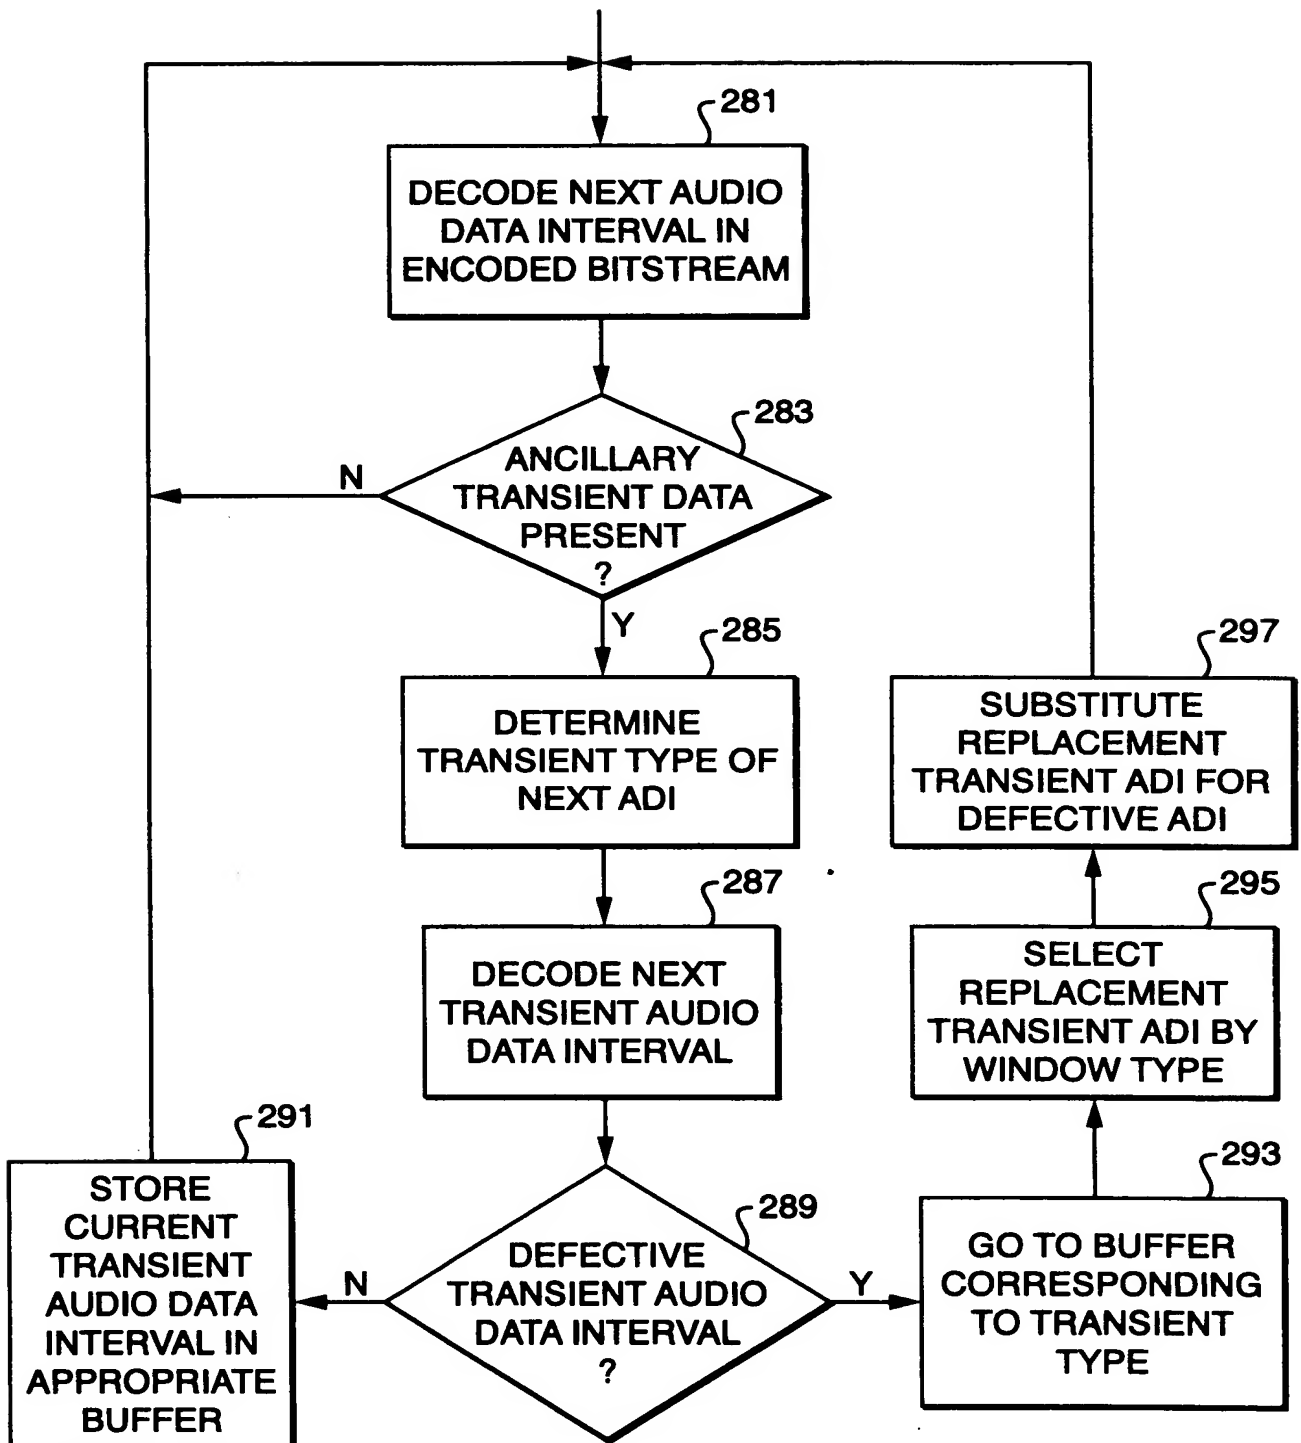 281
DECODE NEXT AUDIO
DATA INTERVAL IN
ENCODED BITSTREAM
283
ANCILLARY
TRANSIENT DATA
PRESENT
?
N
Y
285
DETERMINE
TRANSIENT TYPE OF
NEXT ADI
287
DECODE NEXT
TRANSIENT AUDIO
DATA INTERVAL
289
DEFECTIVE
TRANSIENT AUDIO
DATA INTERVAL
?
N
Y
291
STORE
CURRENT
TRANSIENT
AUDIO DATA
INTERVAL IN
APPROPRIATE
BUFFER
293
GO TO BUFFER
CORRESPONDING
TO TRANSIENT
TYPE
295
SELECT
REPLACEMENT
TRANSIENT ADI BY
WINDOW TYPE
297
SUBSTITUTE
REPLACEMENT
TRANSIENT ADI FOR
DEFECTIVE ADI